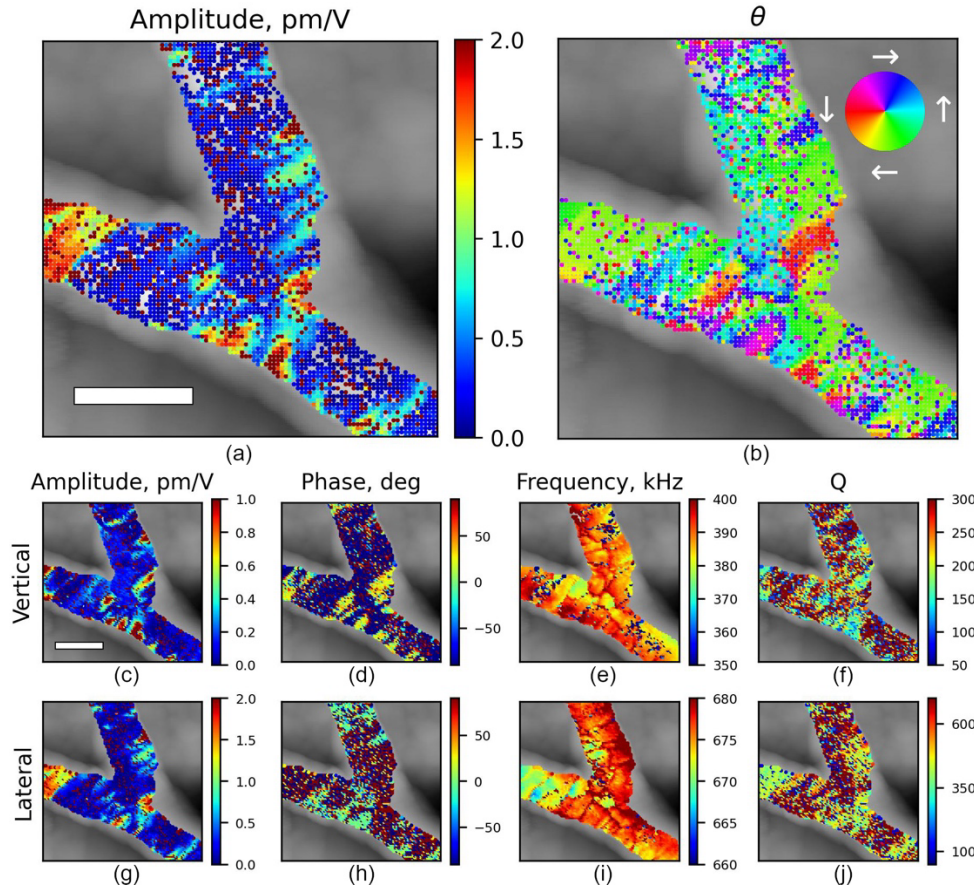 Amplitude, pm/V
θ
2.0
1.5
1.0
0.5
0.0
(a)
(b)
Amplitude, pm/V
Phase, deg
Frequency, kHz
Q
Vertical
1.0
0.8
0.6
0.4
0.2
0.0
50
0
−50
400
390
380
370
360
350
300
250
200
150
100
50
(c)
(d)
(e)
(f)
Lateral
2.0
1.5
1.0
0.5
0.0
50
0
−50
680
675
670
665
660
600
350
100
(g)
(h)
(i)
(j)